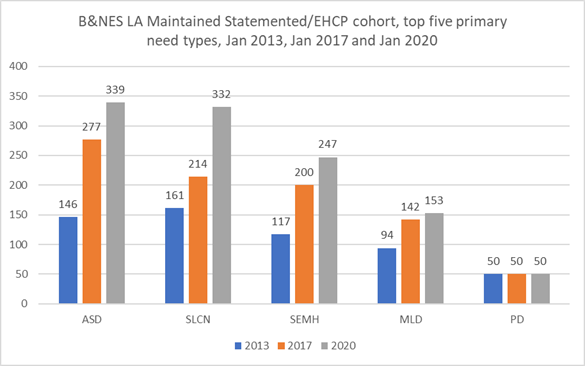 B&NES LA Maintained Statemented/EHCP cohort, top five primary
need types, Jan 2013, Jan 2017 and Jan 2020
400
350
300
250
200
150
100
50
0
146 277 339
161 214 332
117 200 247
94 142 153
50 50 50
ASD SLCN SEMH MLD PD
2013 2017 2020